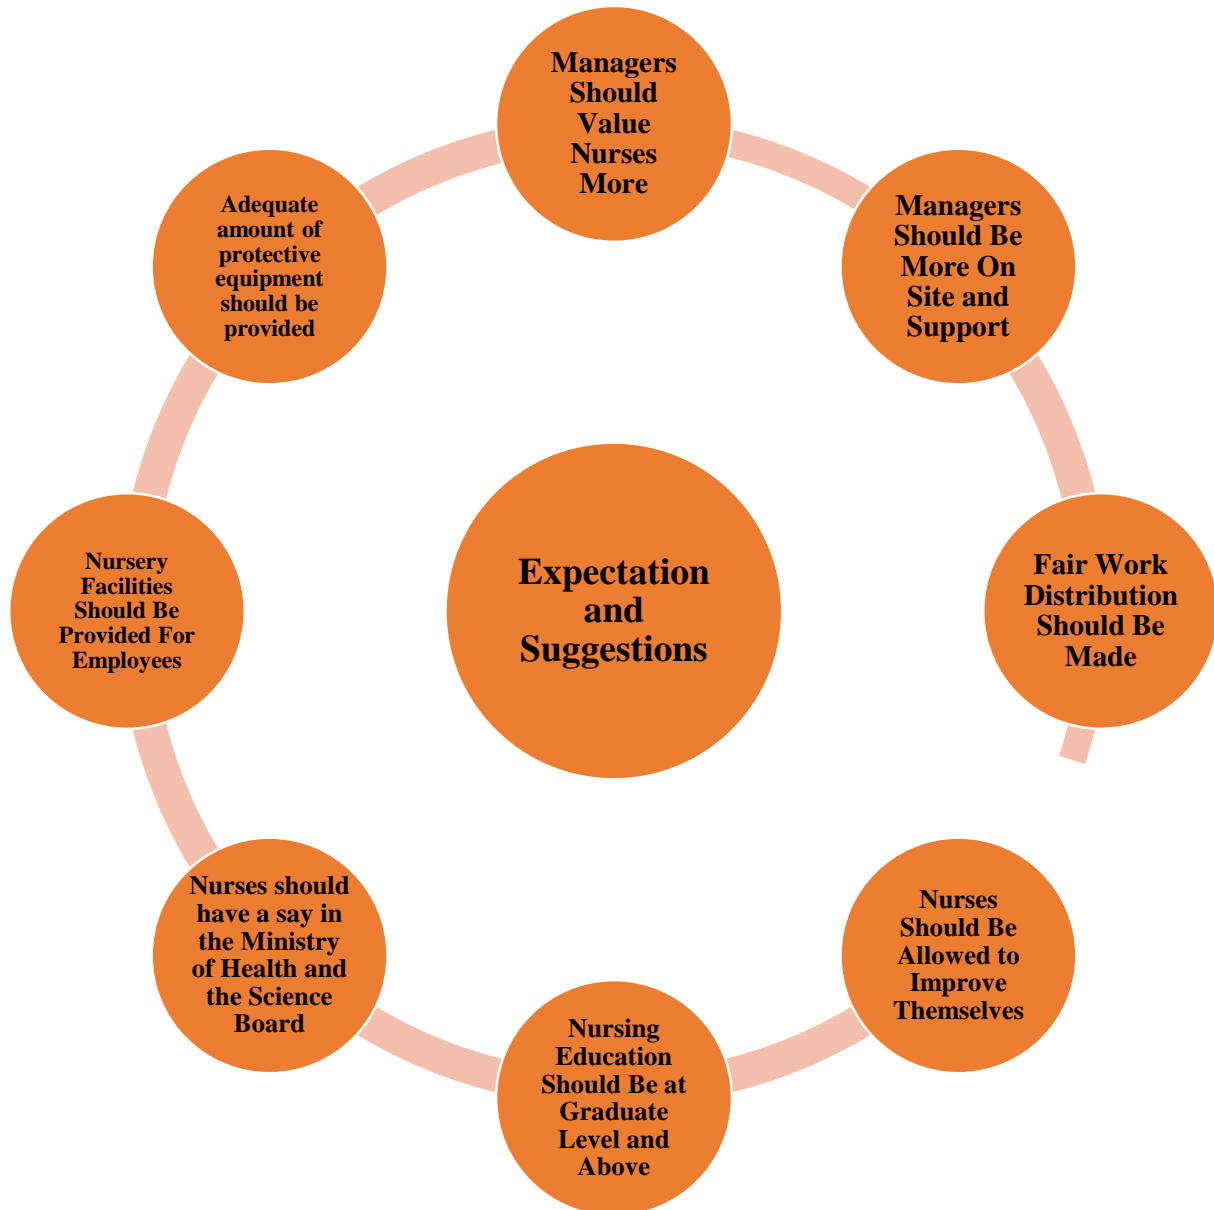 Managers
Should
Value
Nurses
More
Managers
Should Be
More On
Site and
Support
Fair Work
Distribution
Should Be
Made
Nurses
Should Be
Allowed to
Improve
Themselves
Nursing
Education
Should Be at
Graduate
Level and
Above
Nurses should
have a say in
the Ministry
of Health and
the Science
Board
Nursery
Facilities
Should Be
Provided For
Employees
Adequate
amount of
protective
equipment
should be
provided
Expectation
and
Suggestions